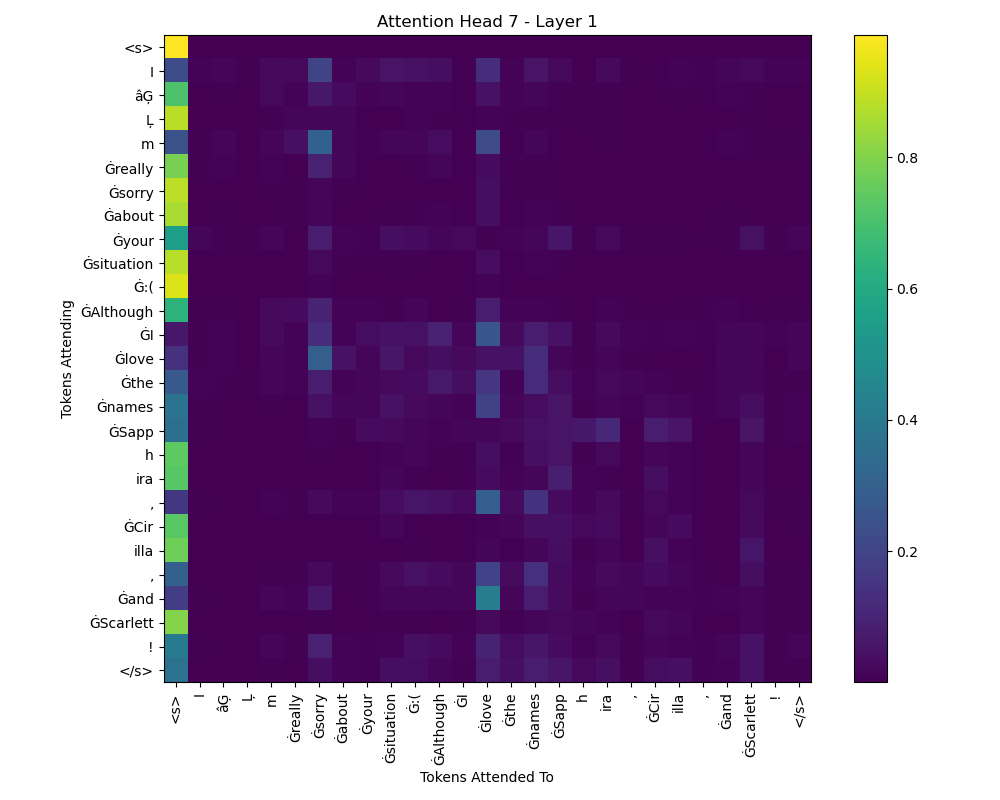 Attention Head 7 - Layer 1
Tokens Attending
<s>
I
âĢ
Ļ
m
Ġreally
Ġsorry
Ġabout
Ġyour
Ġsituation
Ġ:(
ĠAlthough
ĠI
Ġlove
Ġthe
Ġnames
ĠSapp
h
ira
,
ĠCir
illa
,
Ġand
ĠScarlett
!
</s>
<s>
I
âĢ
Ļ
m
Ġreally
Ġsorry
Ġabout
Ġyour
Ġsituation
Ġ:(
ĠAlthough
ĠI
Ġlove
Ġthe
Ġnames
ĠSapp
h
ira
,
ĠCir
illa
,
Ġand
ĠScarlett
!
</s>
Tokens Attended To
0.8
0.6
0.4
0.2